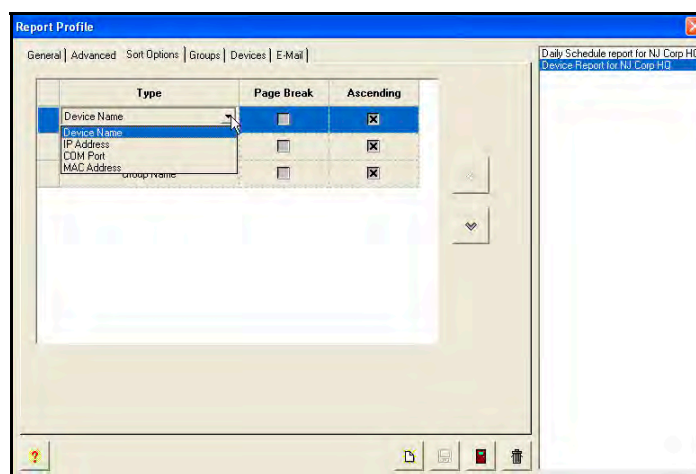 Report Profile
General Advanced Sort Options Groups Devices E-Mail
Daily Schedule report for NJ Corp HQ
Device Report for NJ Corp HQ
Type Page Break Ascending
Device Name
Device Name
IP Address
COM Port
MAC Address
Group Name
?